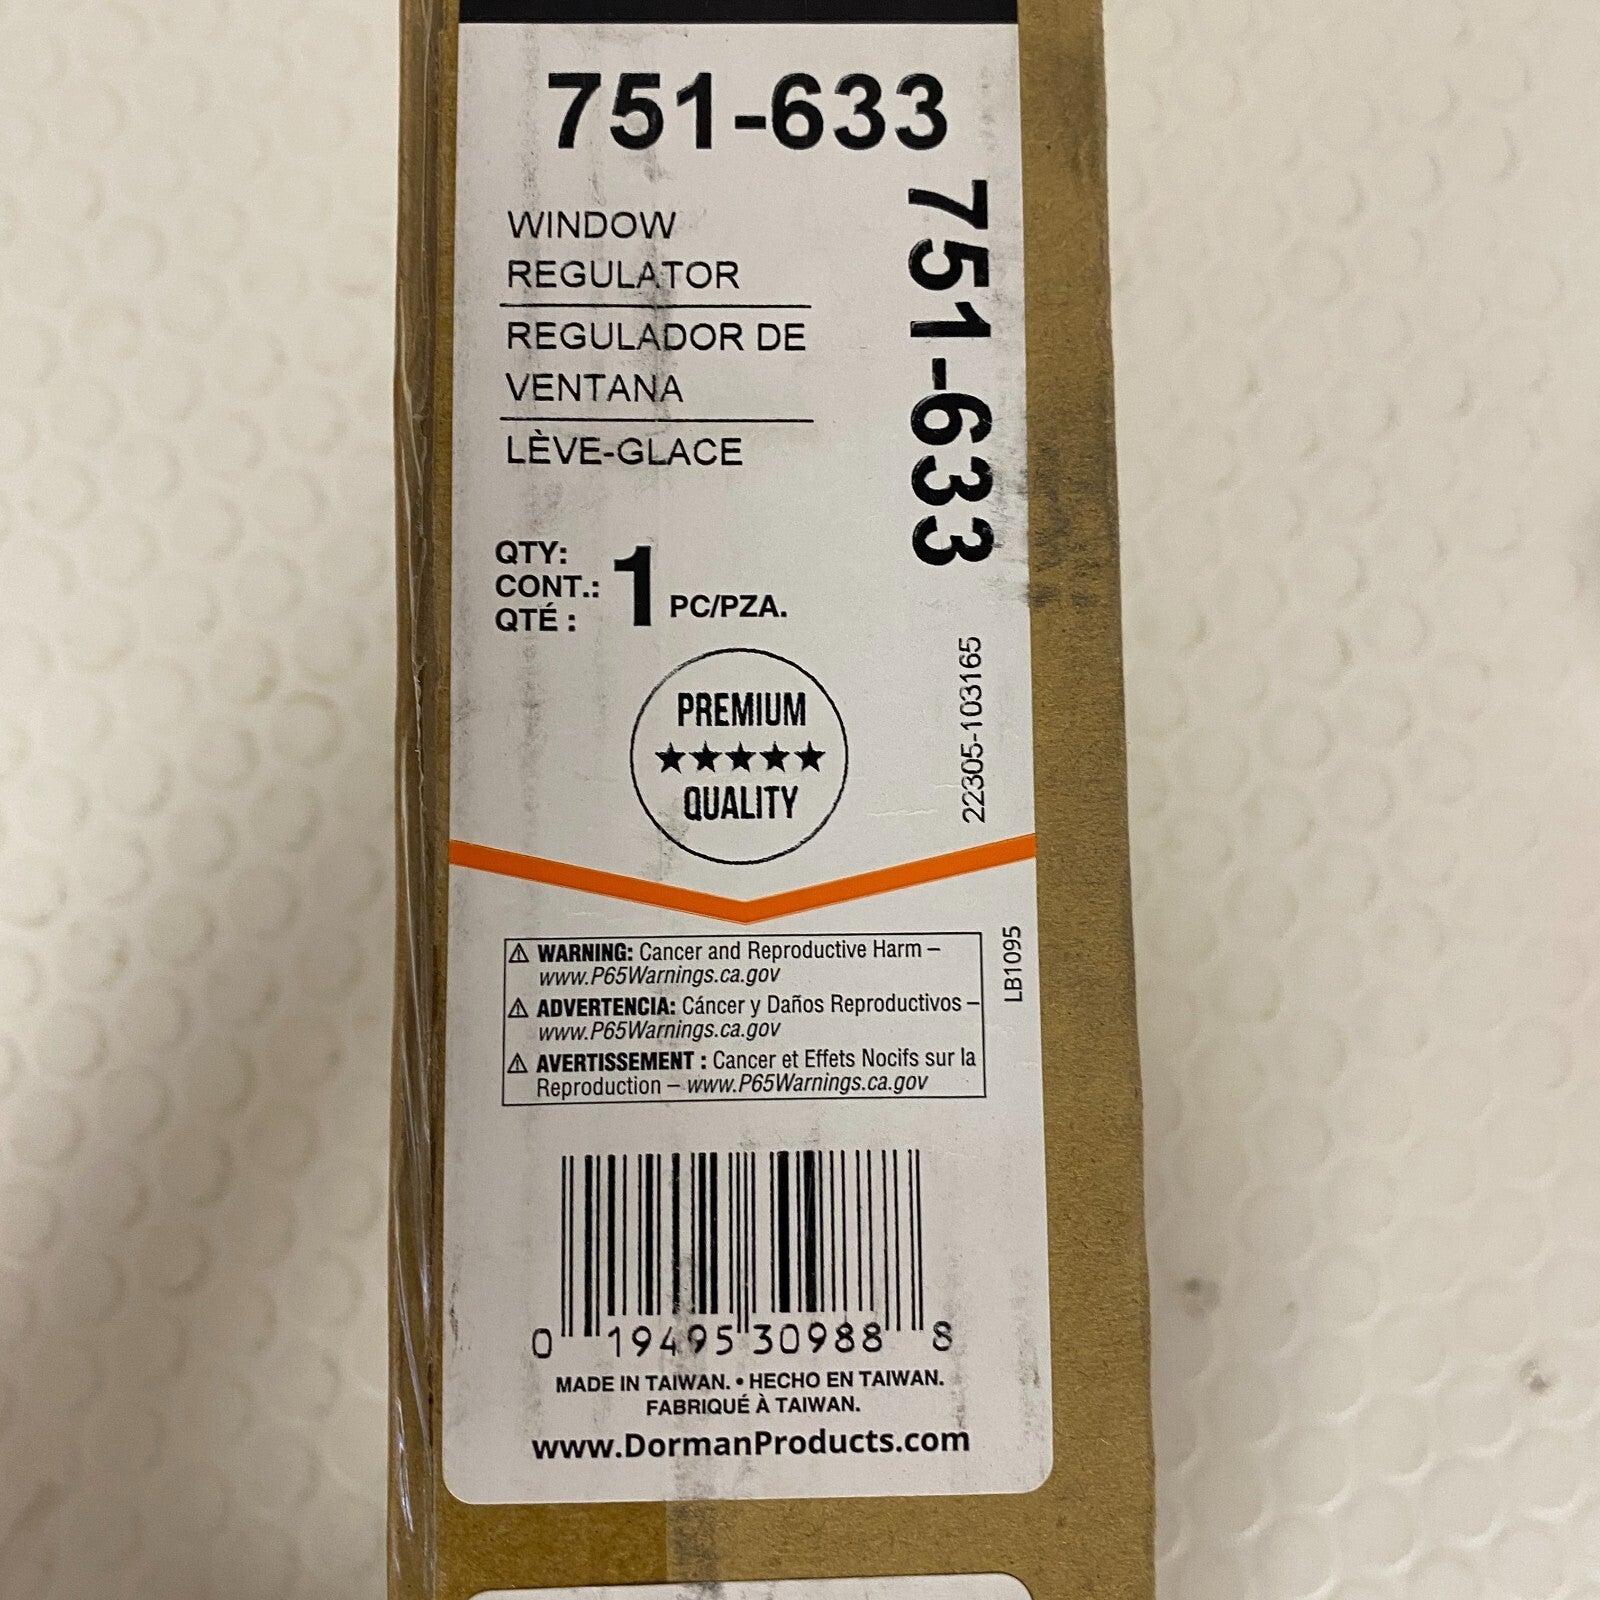 751-633
751-633
WINDOW
REGULATOR
REGULADOR DE
VENTANA
LÈVE-GLACE
QTY:
CONT.:
QTÉ :
1 PC/PZA.
PREMIUM
★★★★★
QUALITY
22305-103165
⚠ WARNING: Cancer and Reproductive Harm –
www.P65Warnings.ca.gov
⚠ ADVERTENCIA: Cáncer y Daños Reproductivos –
www.P65Warnings.ca.gov
⚠ AVERTISSEMENT : Cancer et Effets Nocifs sur la
Reproduction – www.P65Warnings.ca.gov
LB1095
0 19495 30988 8
MADE IN TAIWAN. • HECHO EN TAIWAN.
FABRIQUÉ À TAIWAN.
www.DormanProducts.com